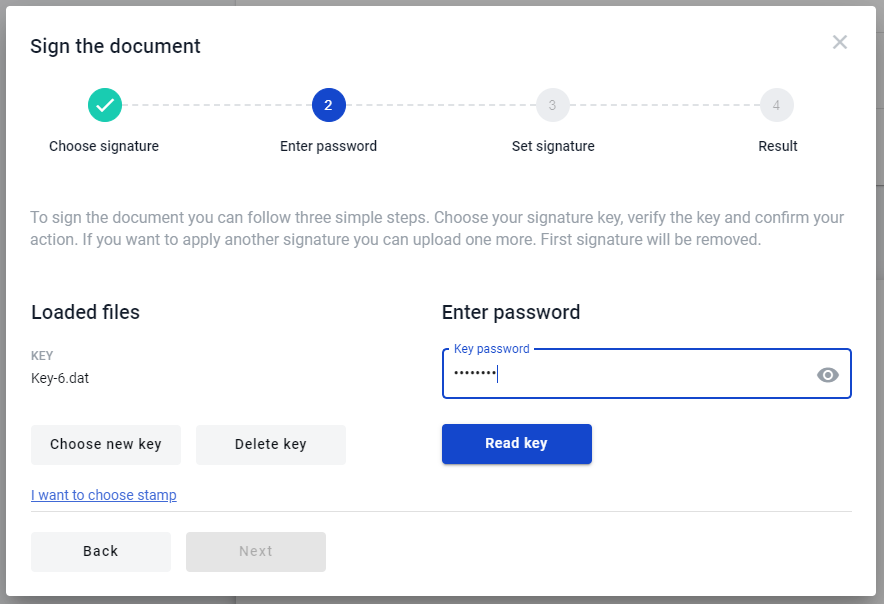 Sign the document
2
3
4
Choose signature
Enter password
Set signature
Result
To sign the document you can follow three simple steps. Choose your signature key, verify the key and confirm your
action. If you want to apply another signature you can upload one more. First signature will be removed.
Loaded files
KEY
Key-6.dat
Choose new key
Delete key
I want to choose stamp
Enter password
Key password
••••••••
Read key
Back
Next